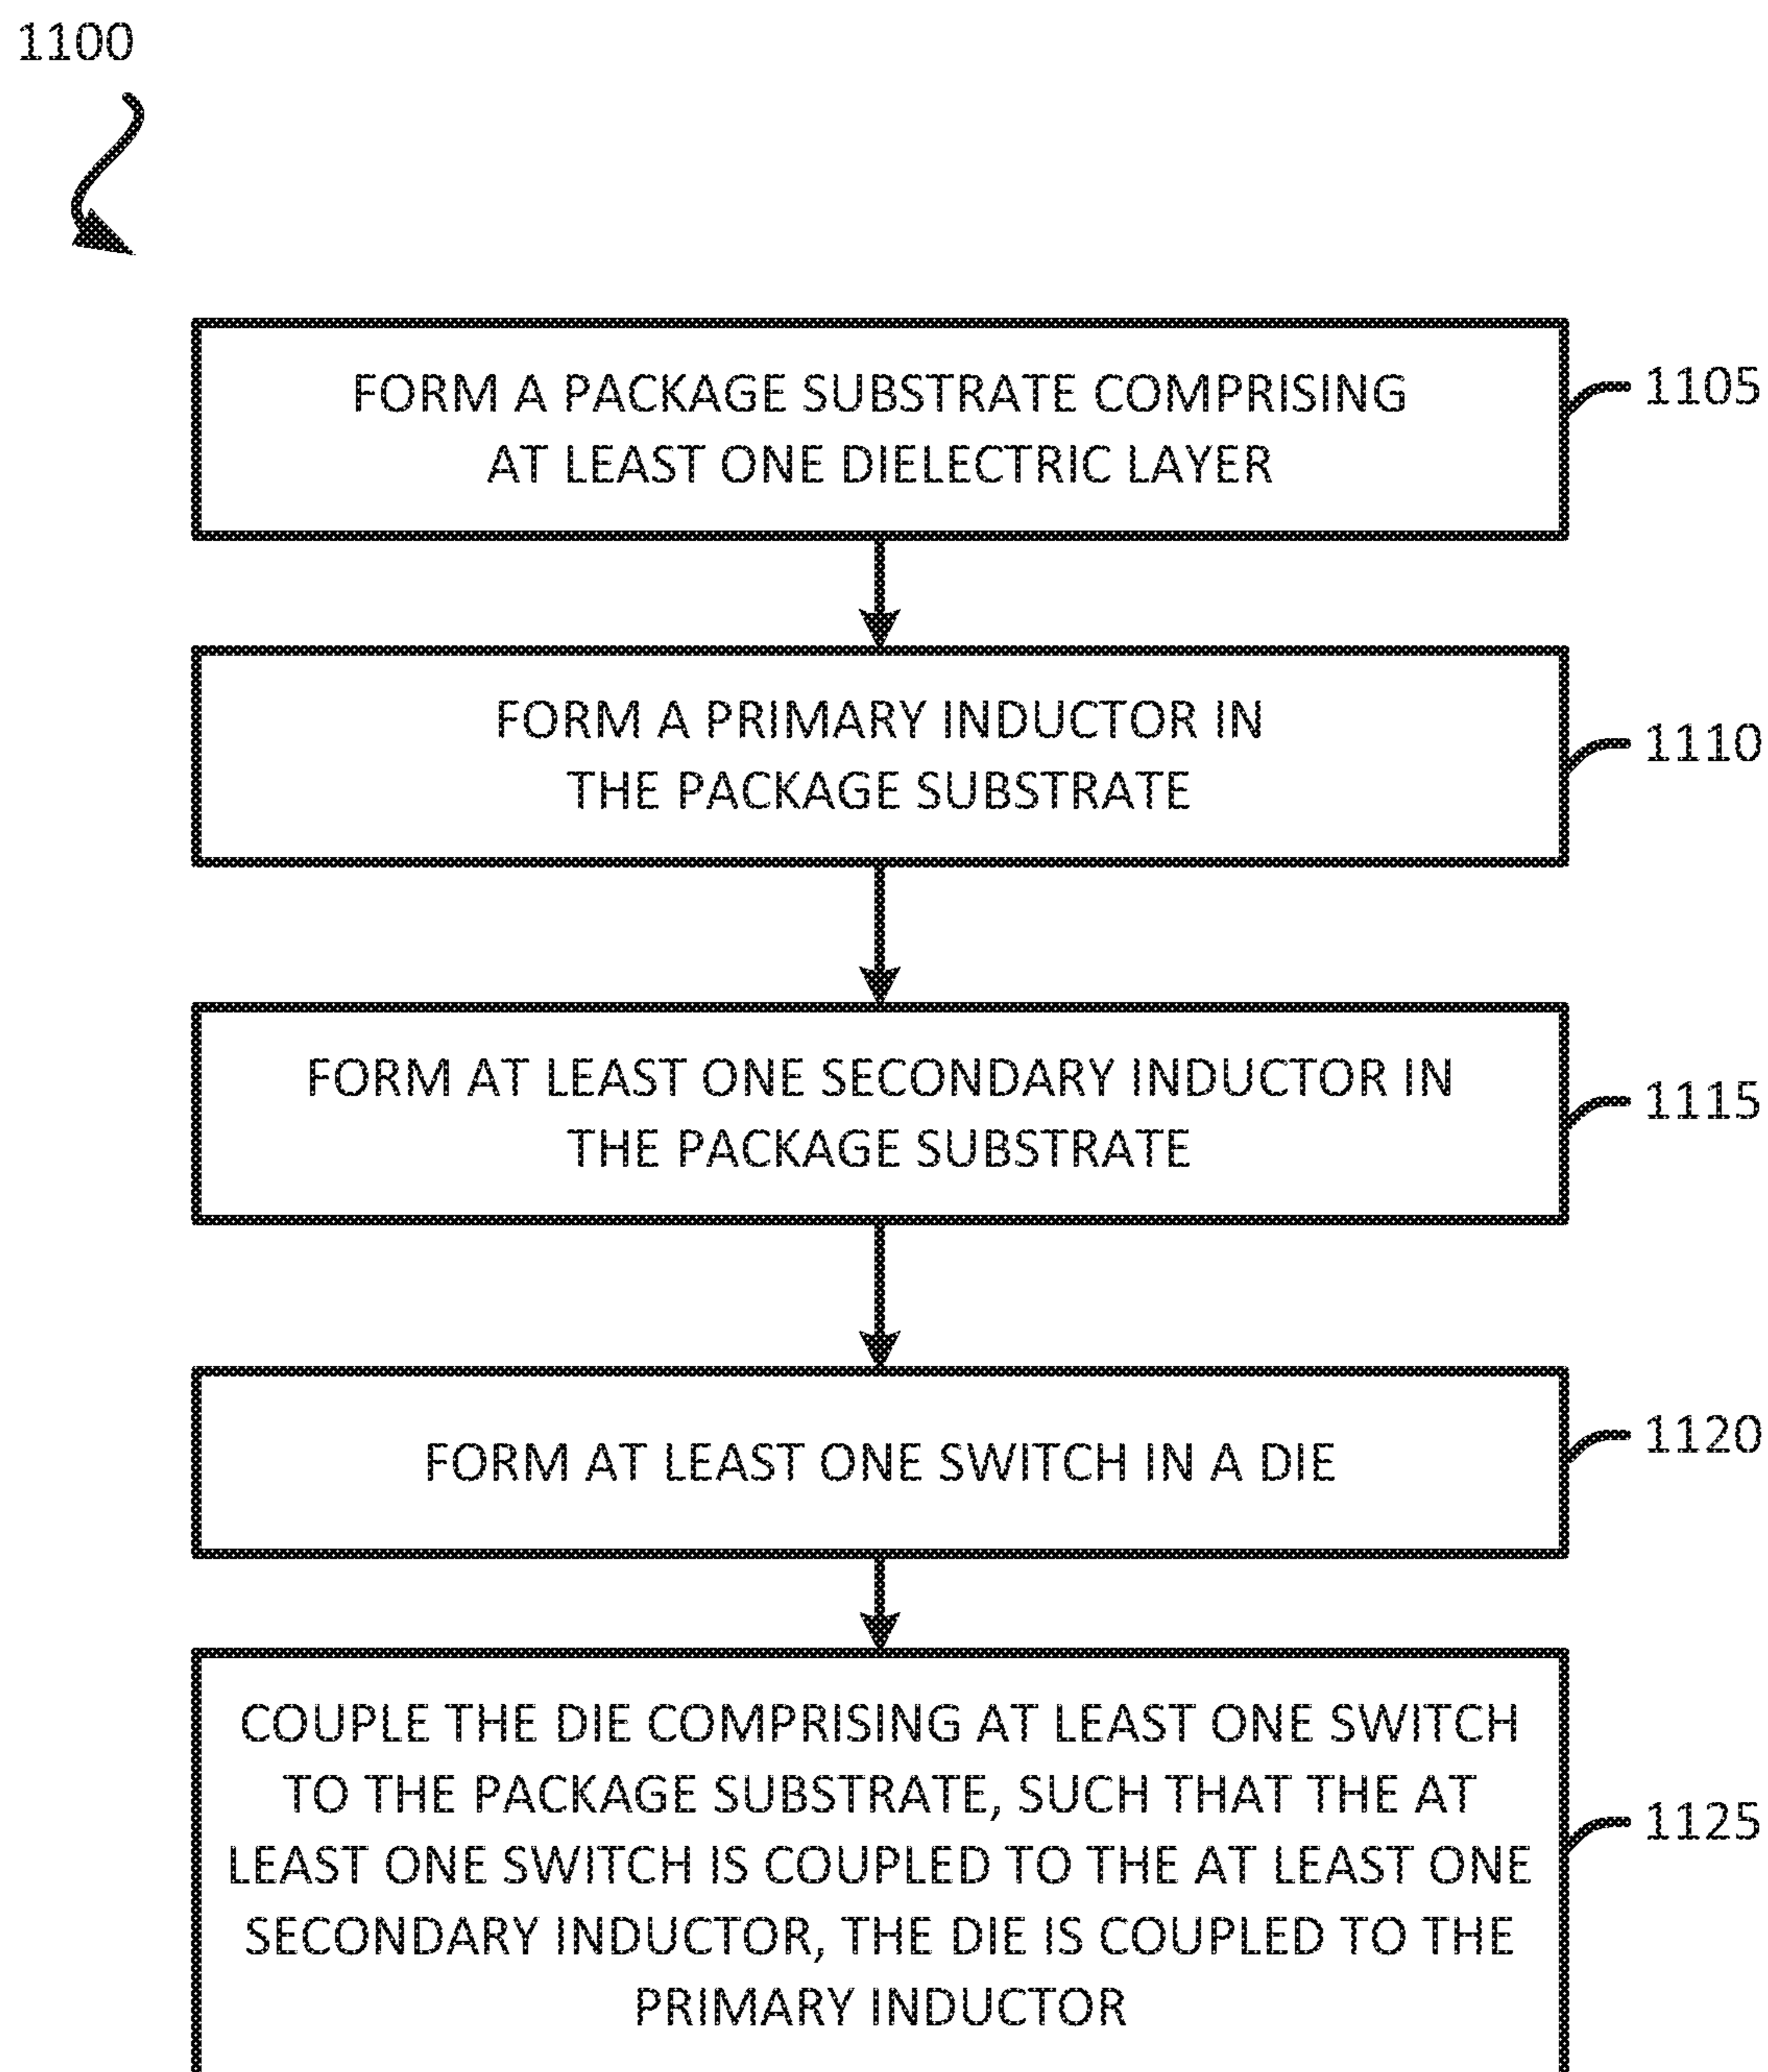 1100
FORM A PACKAGE SUBSTRATE COMPRISING
AT LEAST ONE DIELECTRIC LAYER
1105
FORM A PRIMARY INDUCTOR IN
THE PACKAGE SUBSTRATE
1110
FORM AT LEAST ONE SECONDARY INDUCTOR IN
THE PACKAGE SUBSTRATE
1115
FORM AT LEAST ONE SWITCH IN A DIE
1120
COUPLE THE DIE COMPRISING AT LEAST ONE SWITCH
TO THE PACKAGE SUBSTRATE, SUCH THAT THE AT
LEAST ONE SWITCH IS COUPLED TO THE AT LEAST ONE
SECONDARY INDUCTOR, THE DIE IS COUPLED TO THE
PRIMARY INDUCTOR
1125